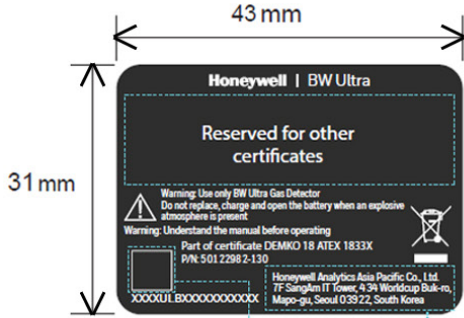 43 mm
Honeywell | BW Ultra
Reserved for other
certificates
31 mm
Warning: Use only BW Ultra Gas Detector
Do not replace, charge and open the battery when an explosive
atmosphere is present
Warning: Understand the manual before operating
Part of certificate DEMKO 18 ATEX 1833X
P/N: 50122982-130
Honeywell Analytics Asia Pacific Co., Ltd.
7F SangAm IT Tower, 434 Worldcup Buk-ro,
Mapo-gu, Seoul 03922, South Korea
XXXXULBXXXXXXXXXXX